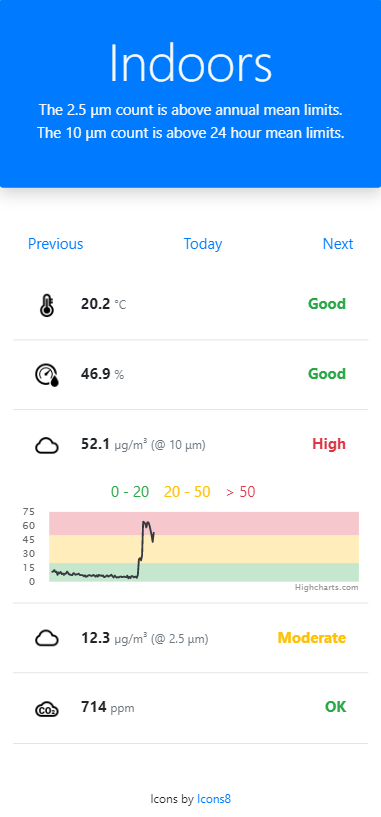 Indoors
The 2.5 µm count is above annual mean limits.
The 10 µm count is above 24 hour mean limits.
Previous Today Next
20.2 °C Good
46.9 % Good
52.1 µg/m³ (@ 10 µm) High
0 - 20 20 - 50 > 50
75
60
45
30
15
0
Highcharts.com
12.3 µg/m³ (@ 2.5 µm) Moderate
CO₂ 714 ppm OK
Icons by Icons8